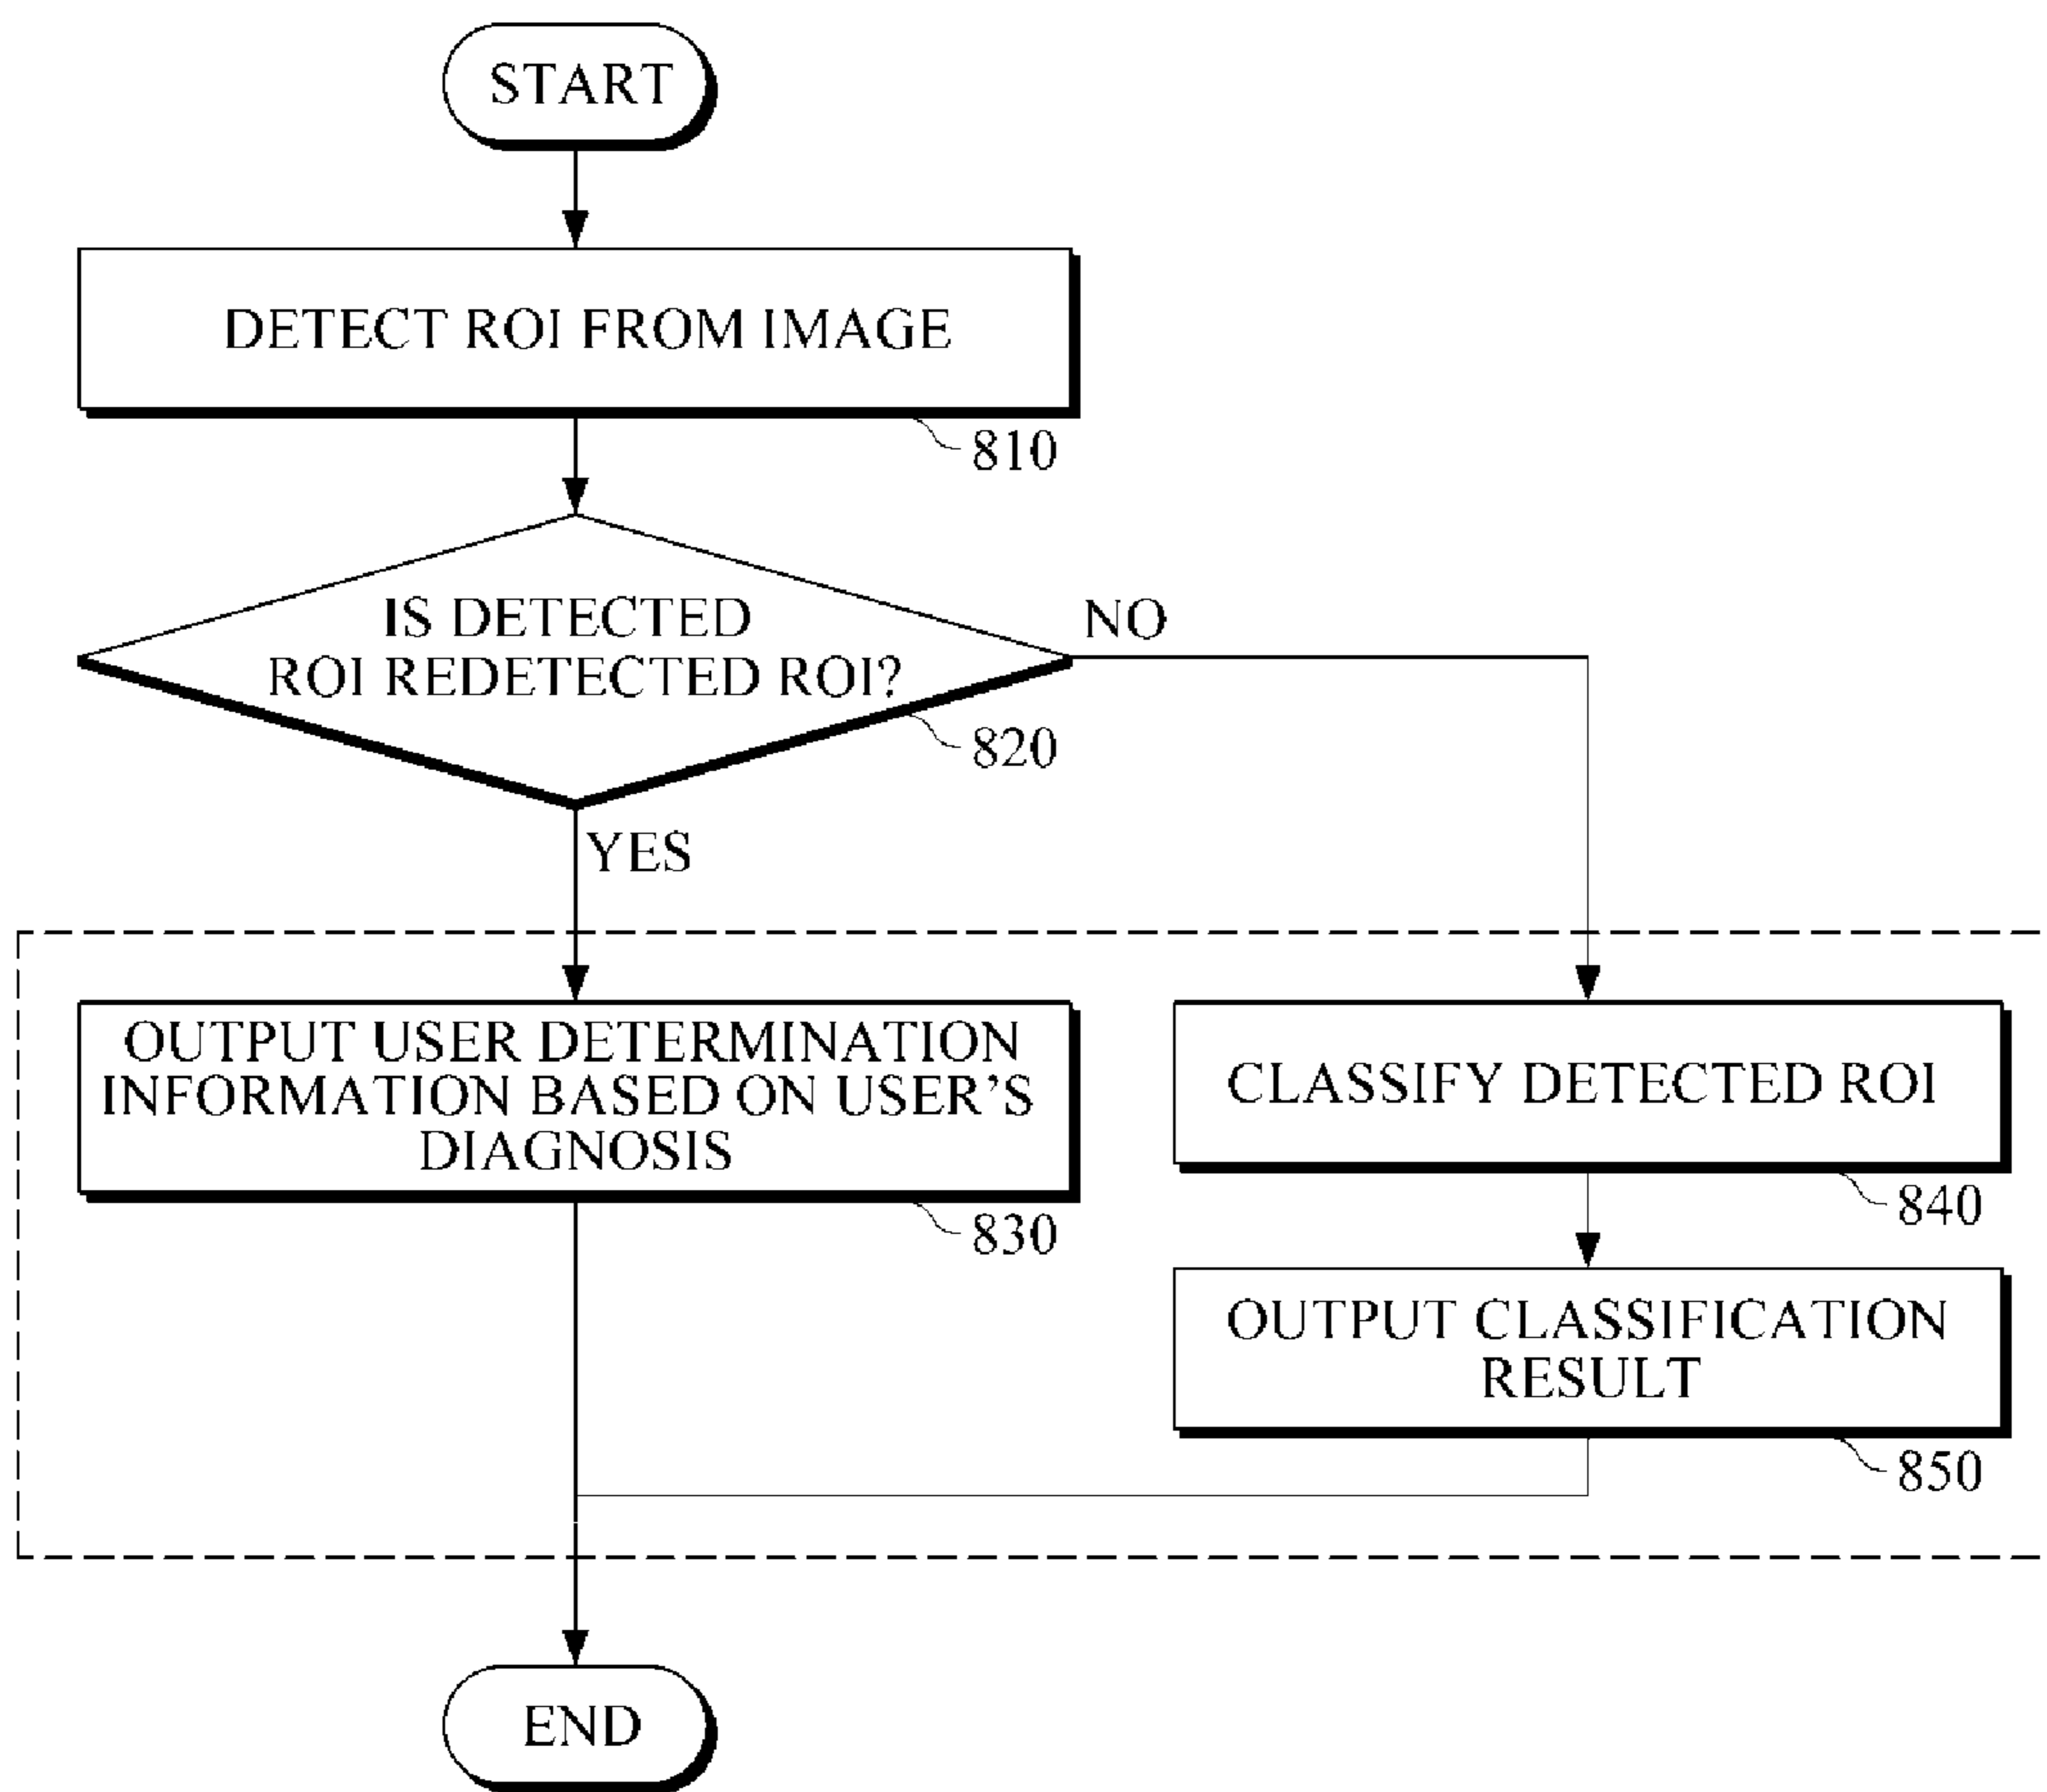 START
DETECT ROI FROM IMAGE
810
IS DETECTED
ROI REDETECTED ROI?
820
NO
YES
OUTPUT USER DETERMINATION
INFORMATION BASED ON USER'S
DIAGNOSIS
830
CLASSIFY DETECTED ROI
840
OUTPUT CLASSIFICATION
RESULT
850
END